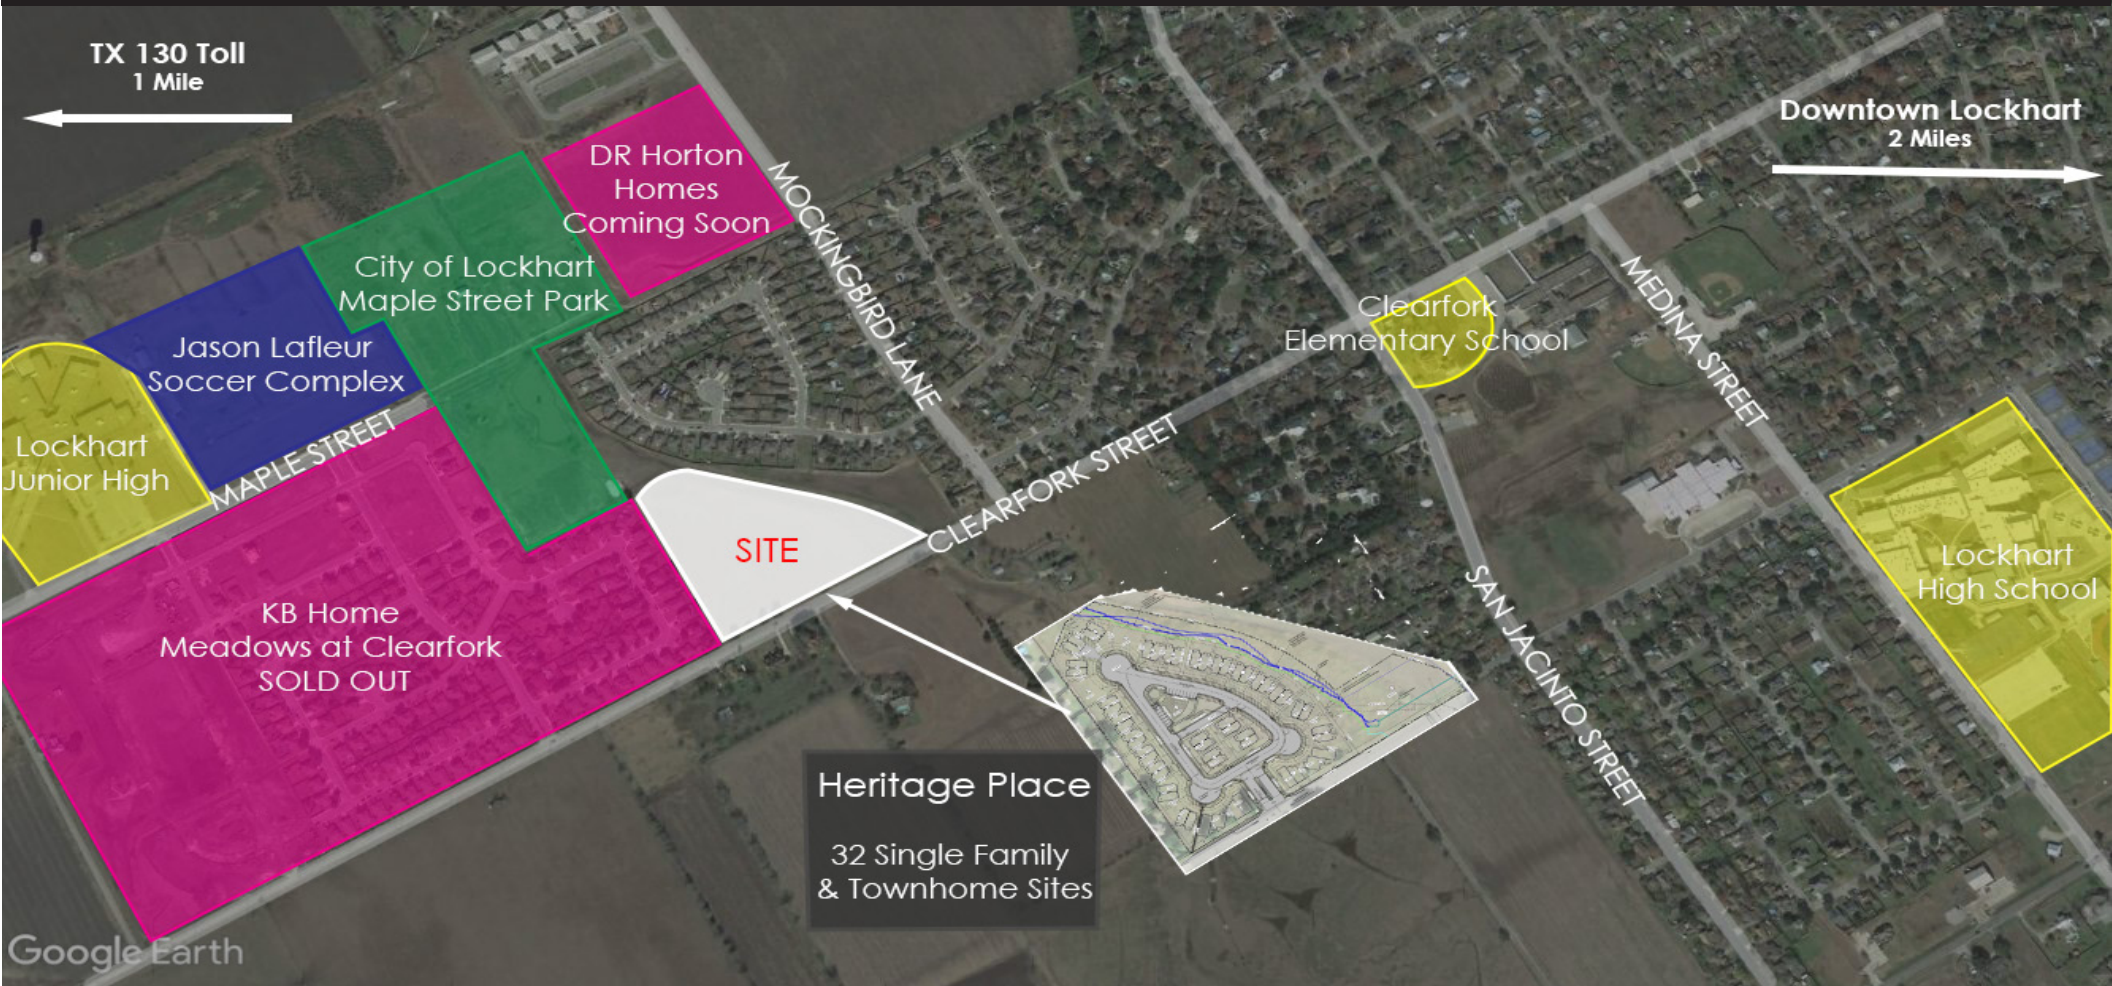 TX 130 Toll
1 Mile
Downtown Lockhart
2 Miles
DR Horton
Homes
Coming Soon
MOCKINGBIRD LANE
City of Lockhart
Maple Street Park
Jason Lafleur
Soccer Complex
Lockhart
Junior High
MAPLE STREET
Clearfork
Elementary School
MEDINA STREET
CLEARFORK STREET
SITE
SAN JACINTO STREET
Lockhart
High School
KB Home
Meadows at Clearfork
SOLD OUT
Heritage Place
32 Single Family
& Townhome Sites
Google Earth